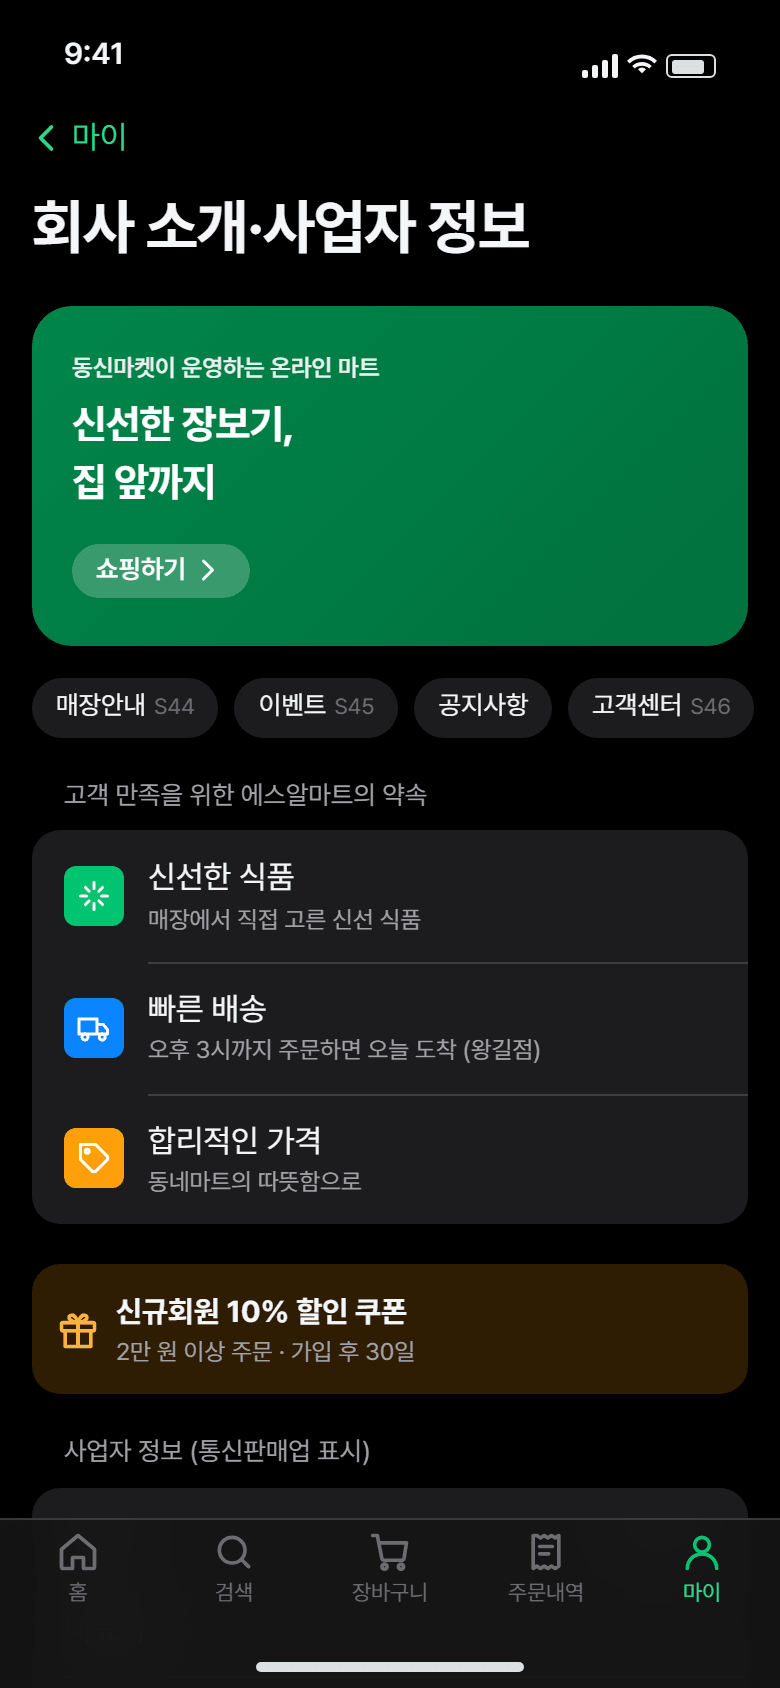 9:41
마이
회사 소개·사업자 정보
동신마켓이 운영하는 온라인 마트
신선한 장보기,
집 앞까지
쇼핑하기
매장안내 S44 이벤트 S45 공지사항 고객센터 S46
고객 만족을 위한 에스알마트의 약속
신선한 식품
매장에서 직접 고른 신선 식품
빠른 배송
오후 3시까지 주문하면 오늘 도착 (왕길점)
합리적인 가격
동네마트의 따뜻함으로
신규회원 10% 할인 쿠폰
2만 원 이상 주문 · 가입 후 30일
사업자 정보 (통신판매업 표시)
홈 검색 장바구니 주문내역 마이